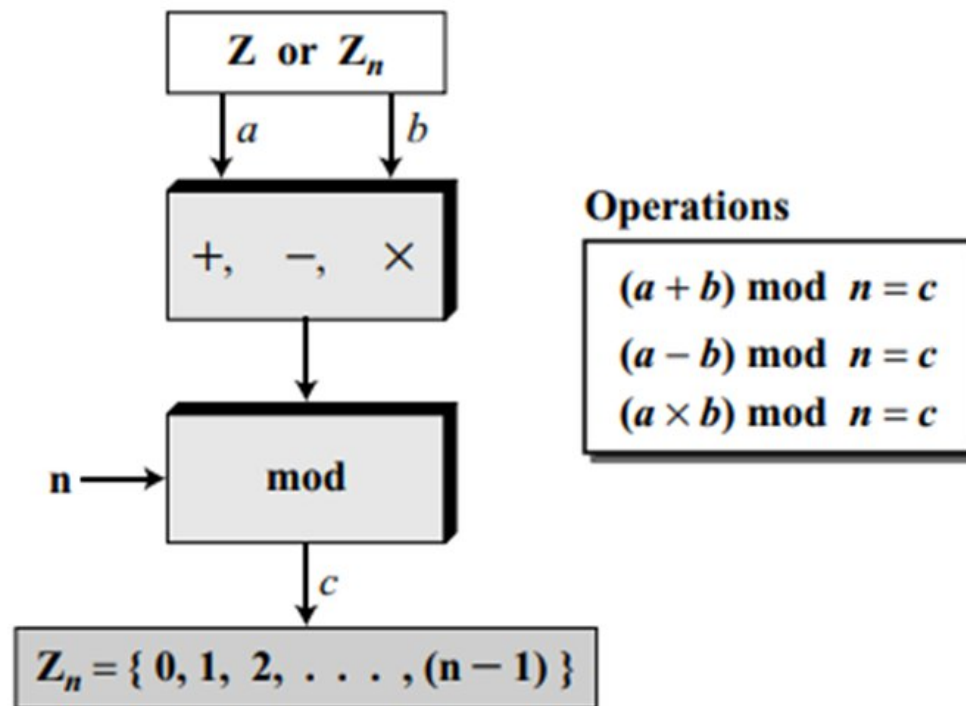 Z or Zn
a b
+, −, ×
n
mod
c
Zn = { 0, 1, 2, . . . , (n − 1) }
Operations
(a + b) mod n = c
(a − b) mod n = c
(a × b) mod n = c